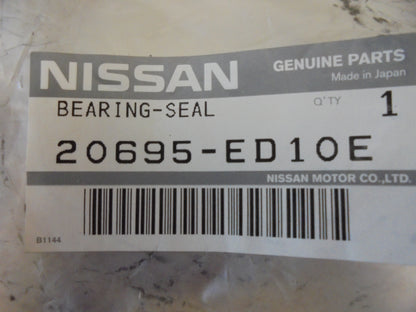 NISSAN
GENUINE PARTS
Made in Japan
BEARING-SEAL
Q'TY 1
20695-ED10E
NISSAN MOTOR CO.,LTD.
B1144